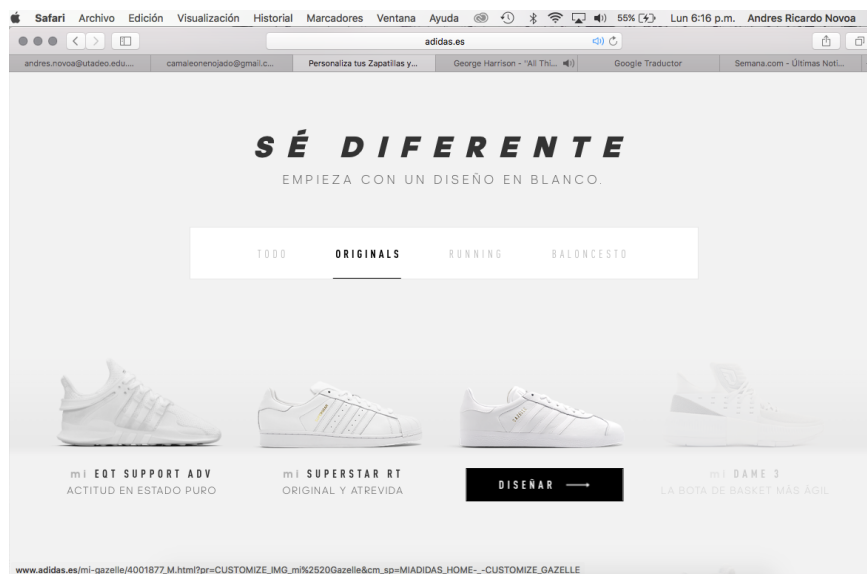 Safari Archivo Edición Visualización Historial Marcadores Ventana Ayuda 55% Lun 6:16 p.m. Andres Ricardo Novoa
adidas.es
andres.novoa@utadeo.edu.... camaleonenojado@gmail.c... Personaliza tus Zapatillas y... George Harrison - "All Thi... Google Traductor Semana.com - Últimas Noti...
SÉ DIFERENTE
EMPIEZA CON UN DISEÑO EN BLANCO.
TODO ORIGINALS RUNNING BALONCESTO
mi EQT SUPPORT ADV mi SUPERSTAR RT DISEÑAR mi DAME 3
ACTITUD EN ESTADO PURO ORIGINAL Y ATREVIDA LA BOTA DE BASKET MÁS ÁGIL
www.adidas.es/mi-gazelle/4001877_M.html?pr=CUSTOMIZE_IMG_mi%2520Gazelle&cm_sp=MIADIDAS_HOME-_-CUSTOMIZE_GAZELLE